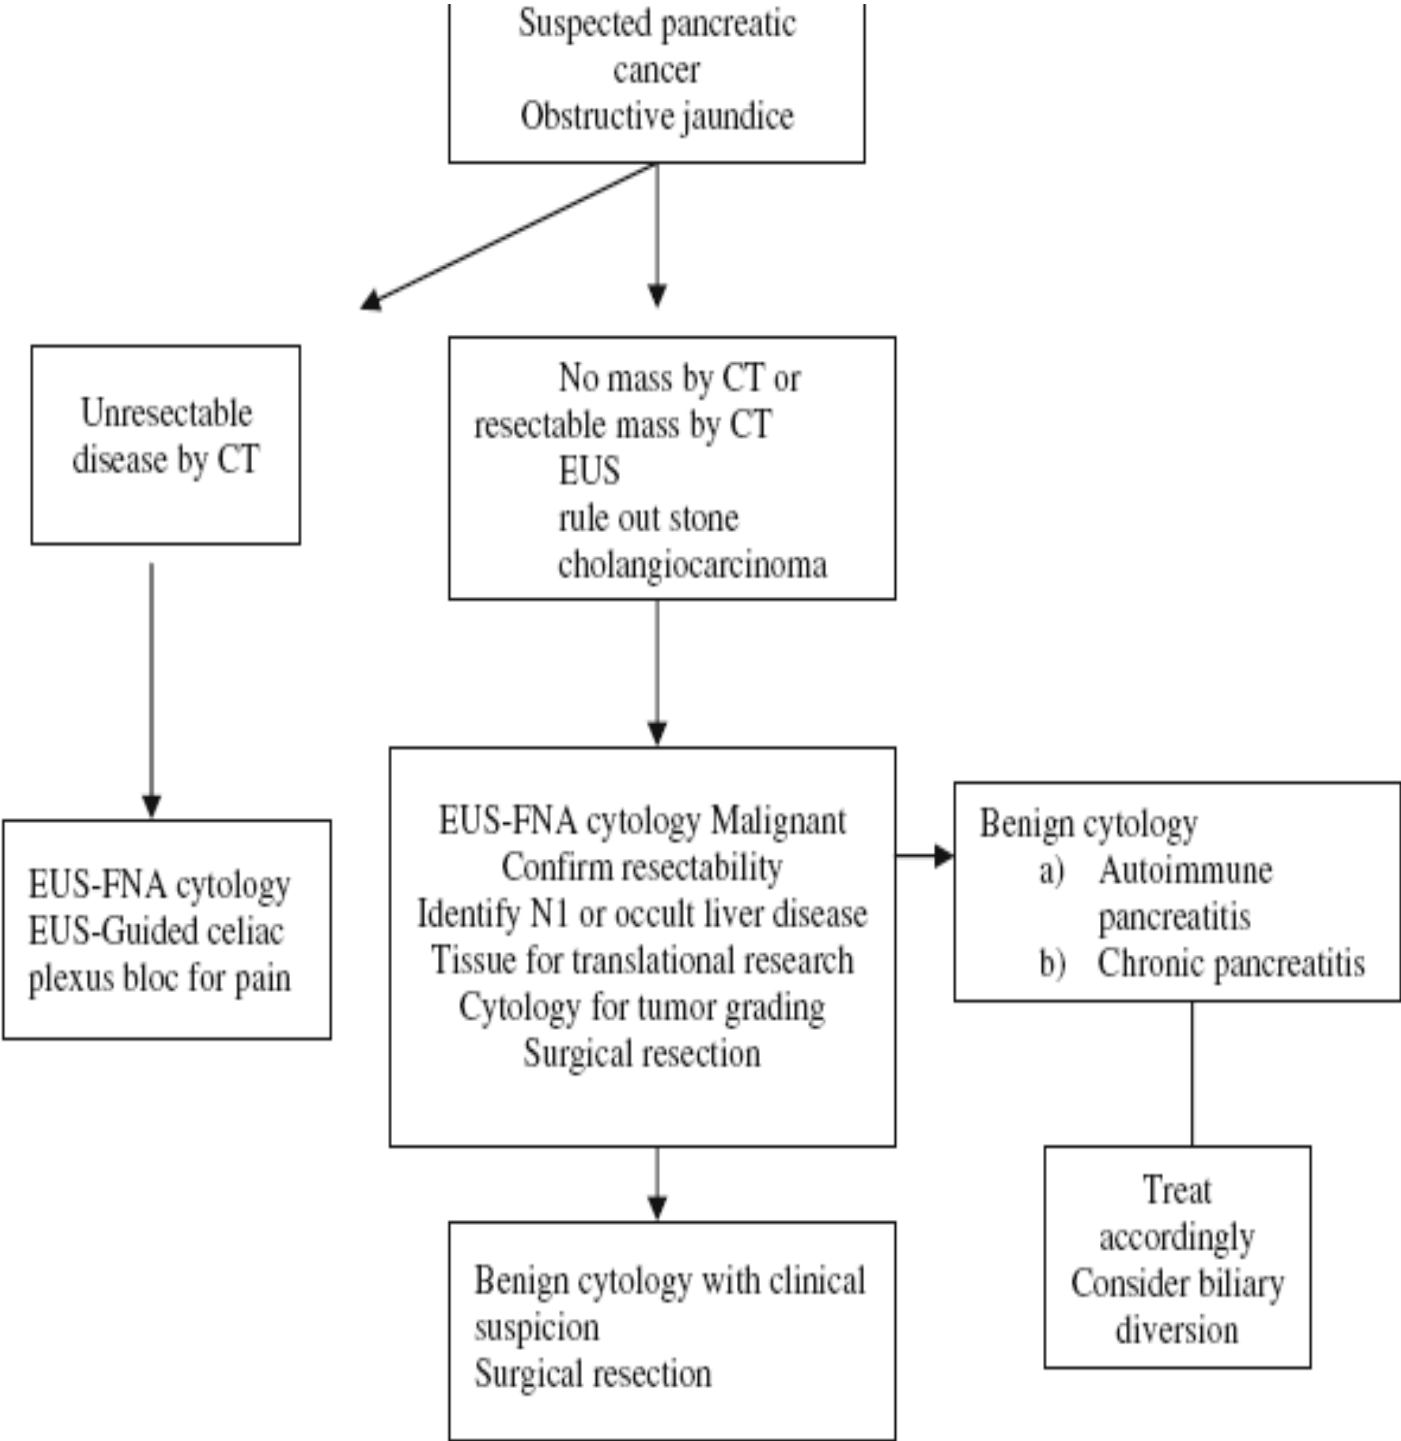 Suspected pancreatic
cancer
Obstructive jaundice
Unresectable
disease by CT
No mass by CT or
resectable mass by CT
EUS
rule out stone
cholangiocarcinoma
EUS-FNA cytology
EUS-Guided celiac
plexus bloc for pain
EUS-FNA cytology Malignant
Confirm resectability
Identify N1 or occult liver disease
Tissue for translational research
Cytology for tumor grading
Surgical resection
Benign cytology
a) Autoimmune
pancreatitis
b) Chronic pancreatitis
Treat
accordingly
Consider biliary
diversion
Benign cytology with clinical
suspicion
Surgical resection